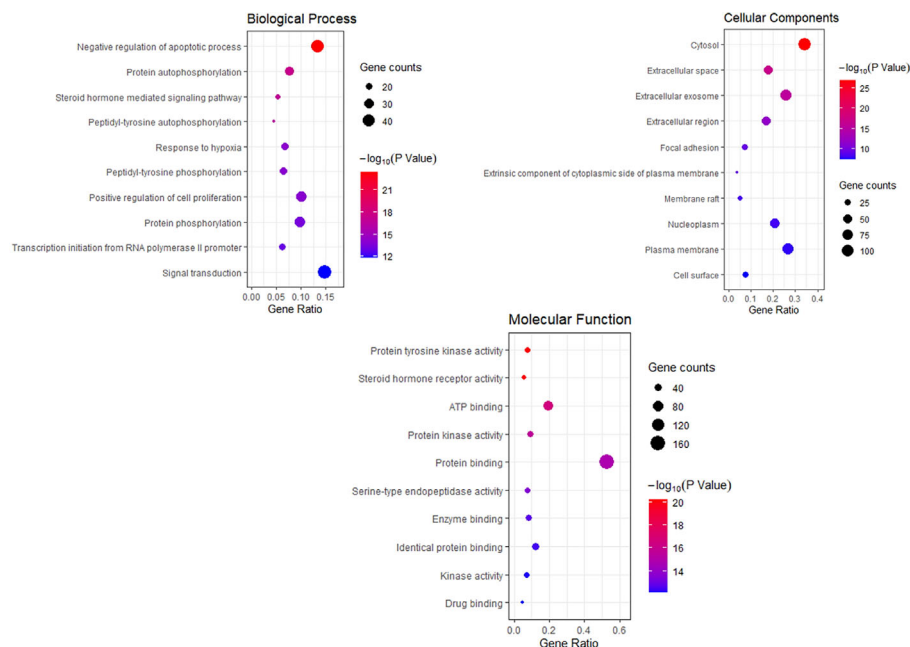 Biological Process
Negative regulation of apoptotic process
Protein autophosphorylation
Steroid hormone mediated signaling pathway
Peptidyl-tyrosine autophosphorylation
Response to hypoxia
Peptidyl-tyrosine phosphorylation
Positive regulation of cell proliferation
Protein phosphorylation
Transcription initiation from RNA polymerase II promoter
Signal transduction
0.00 0.05 0.10 0.15
Gene Ratio
Gene counts
20
30
40
−log10(P Value)
21
18
15
12
Cellular Components
Cytosol
Extracellular space
Extracellular exosome
Extracellular region
Focal adhesion
Extrinsic component of cytoplasmic side of plasma membrane
Membrane raft
Nucleoplasm
Plasma membrane
Cell surface
0.0 0.1 0.2 0.3 0.4
Gene Ratio
−log10(P Value)
25
20
15
10
Gene counts
25
50
75
100
Molecular Function
Protein tyrosine kinase activity
Steroid hormone receptor activity
ATP binding
Protein kinase activity
Protein binding
Serine-type endopeptidase activity
Enzyme binding
Identical protein binding
Kinase activity
Drug binding
0.0 0.2 0.4 0.6
Gene Ratio
Gene counts
40
80
120
160
−log10(P Value)
20
18
16
14